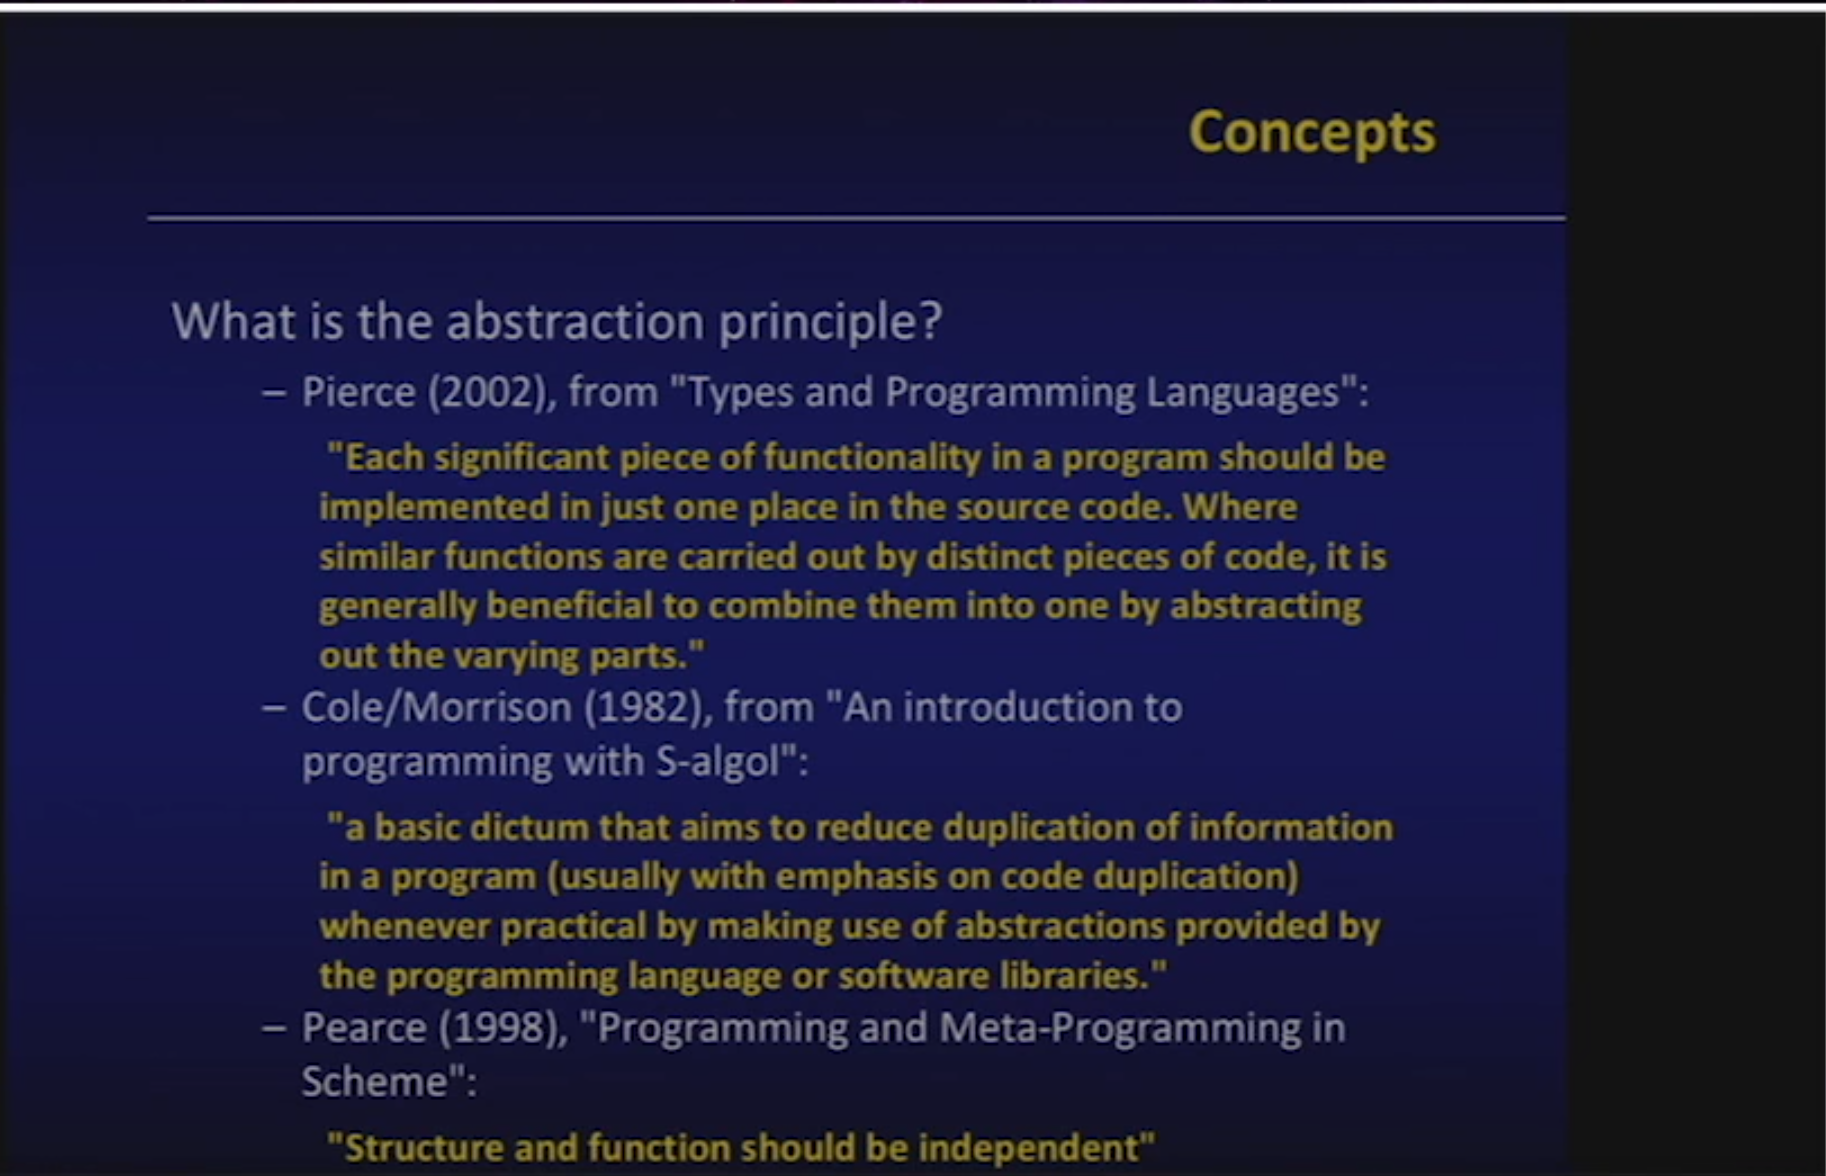 Concepts
What is the abstraction principle?
– Pierce (2002), from "Types and Programming Languages":
"Each significant piece of functionality in a program should be
implemented in just one place in the source code. Where
similar functions are carried out by distinct pieces of code, it is
generally beneficial to combine them into one by abstracting
out the varying parts."
– Cole/Morrison (1982), from "An introduction to
programming with S-algol":
"a basic dictum that aims to reduce duplication of information
in a program (usually with emphasis on code duplication)
whenever practical by making use of abstractions provided by
the programming language or software libraries."
– Pearce (1998), "Programming and Meta-Programming in
Scheme":
"Structure and function should be independent"